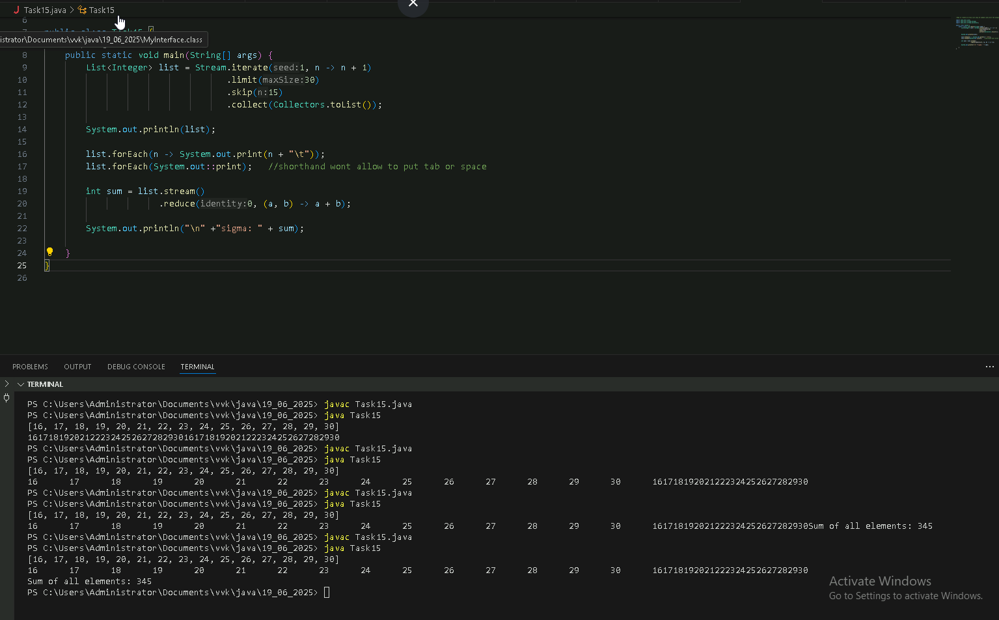 Task15.java > Task15
6
7 public class Task15 {
istrator\Documents\vvk\java\19_06_2025\MyInterface.class
8 public static void main(String[] args) {
9 List<Integer> list = Stream.iterate(seed:1, n -> n + 1)
10 .limit(maxSize:30)
11 .skip(n:15)
12 .collect(Collectors.toList());
13
14 System.out.println(list);
15
16 list.forEach(n -> System.out.print(n + "\t"));
17 list.forEach(System.out::print); //shorthand wont allow to put tab or space
18
19 int sum = list.stream()
20 .reduce(identity:0, (a, b) -> a + b);
21
22 System.out.println("\n" +"sigma: " + sum);
23
24 }
25 }
26
PROBLEMS OUTPUT DEBUG CONSOLE TERMINAL
TERMINAL
PS C:\Users\Administrator\Documents\vvk\java\19_06_2025> javac Task15.java
PS C:\Users\Administrator\Documents\vvk\java\19_06_2025> java Task15
[16, 17, 18, 19, 20, 21, 22, 23, 24, 25, 26, 27, 28, 29, 30]
161718192021222324252627282930161718192021222324252627282930
PS C:\Users\Administrator\Documents\vvk\java\19_06_2025> javac Task15.java
PS C:\Users\Administrator\Documents\vvk\java\19_06_2025> java Task15
[16, 17, 18, 19, 20, 21, 22, 23, 24, 25, 26, 27, 28, 29, 30]
16 17 18 19 20 21 22 23 24 25 26 27 28 29 30 161718192021222324252627282930
PS C:\Users\Administrator\Documents\vvk\java\19_06_2025> javac Task15.java
PS C:\Users\Administrator\Documents\vvk\java\19_06_2025> java Task15
[16, 17, 18, 19, 20, 21, 22, 23, 24, 25, 26, 27, 28, 29, 30]
16 17 18 19 20 21 22 23 24 25 26 27 28 29 30 161718192021222324252627282930Sum of all elements: 345
PS C:\Users\Administrator\Documents\vvk\java\19_06_2025> javac Task15.java
PS C:\Users\Administrator\Documents\vvk\java\19_06_2025> java Task15
[16, 17, 18, 19, 20, 21, 22, 23, 24, 25, 26, 27, 28, 29, 30]
16 17 18 19 20 21 22 23 24 25 26 27 28 29 30 161718192021222324252627282930
Sum of all elements: 345
PS C:\Users\Administrator\Documents\vvk\java\19_06_2025>
Activate Windows
Go to Settings to activate Windows.